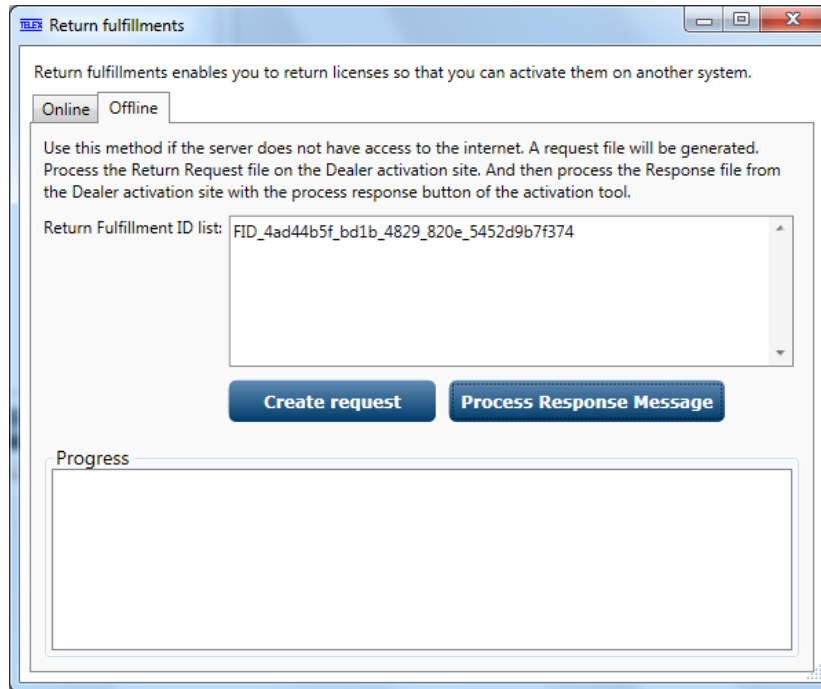 TELEX Return fulfillments
Return fulfillments enables you to return licenses so that you can activate them on another system.
Online Offline
Use this method if the server does not have access to the internet. A request file will be generated.
Process the Return Request file on the Dealer activation site. And then process the Response file from
the Dealer activation site with the process response button of the activation tool.
Return Fulfillment ID list: FID_4ad44b5f_bd1b_4829_820e_5452d9b7f374
Create request Process Response Message
Progress